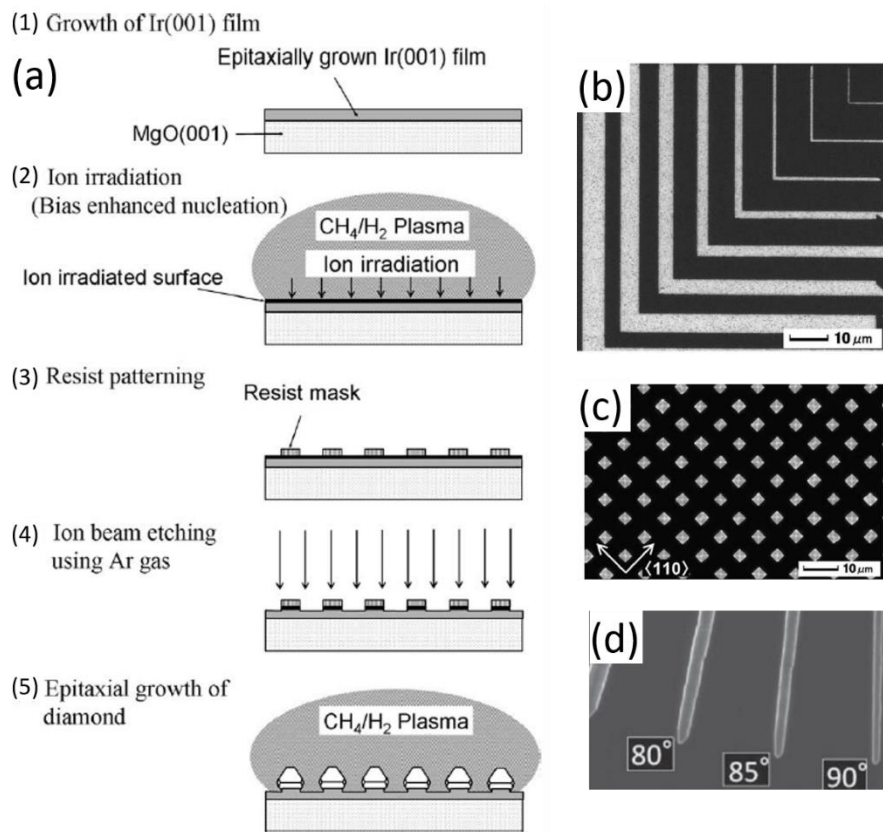 (1) Growth of Ir(001) film
(a)
Epitaxially grown Ir(001) film
MgO(001)
(2) Ion irradiation
(Bias enhanced nucleation)
CH4/H2 Plasma
Ion irradiation
Ion irradiated surface
(3) Resist patterning
Resist mask
(4) Ion beam etching
using Ar gas
(5) Epitaxial growth of
diamond
CH4/H2 Plasma
(b)
10 μm
(c)
⟨110⟩
10μm
(d)
80°
85°
90°